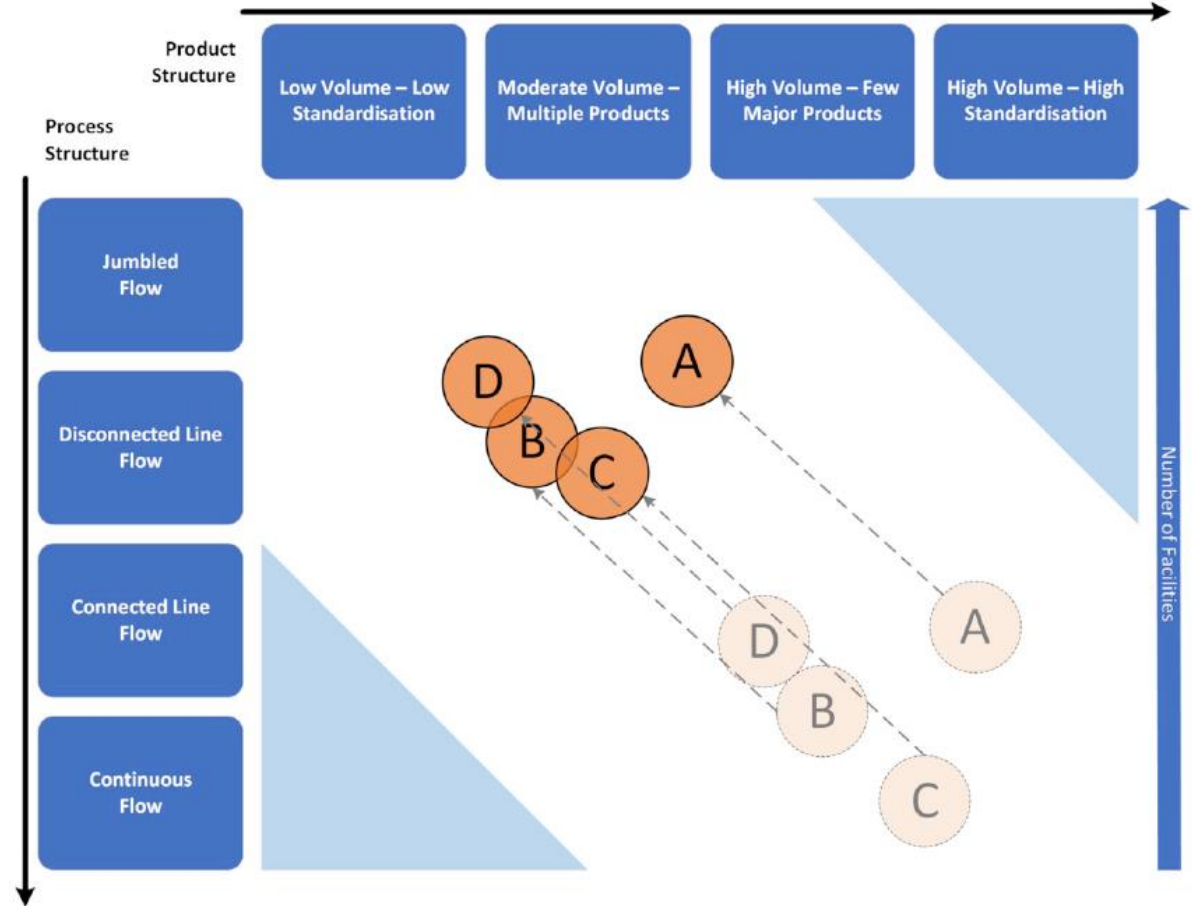 Product
Structure
Low Volume – Low
Standardisation
Moderate Volume –
Multiple Products
High Volume – Few
Major Products
High Volume – High
Standardisation
Process
Structure
Jumbled
Flow
Disconnected Line
Flow
Connected Line
Flow
Continuous
Flow
A
D
B
C
A
D
B
C
Number of Facilities